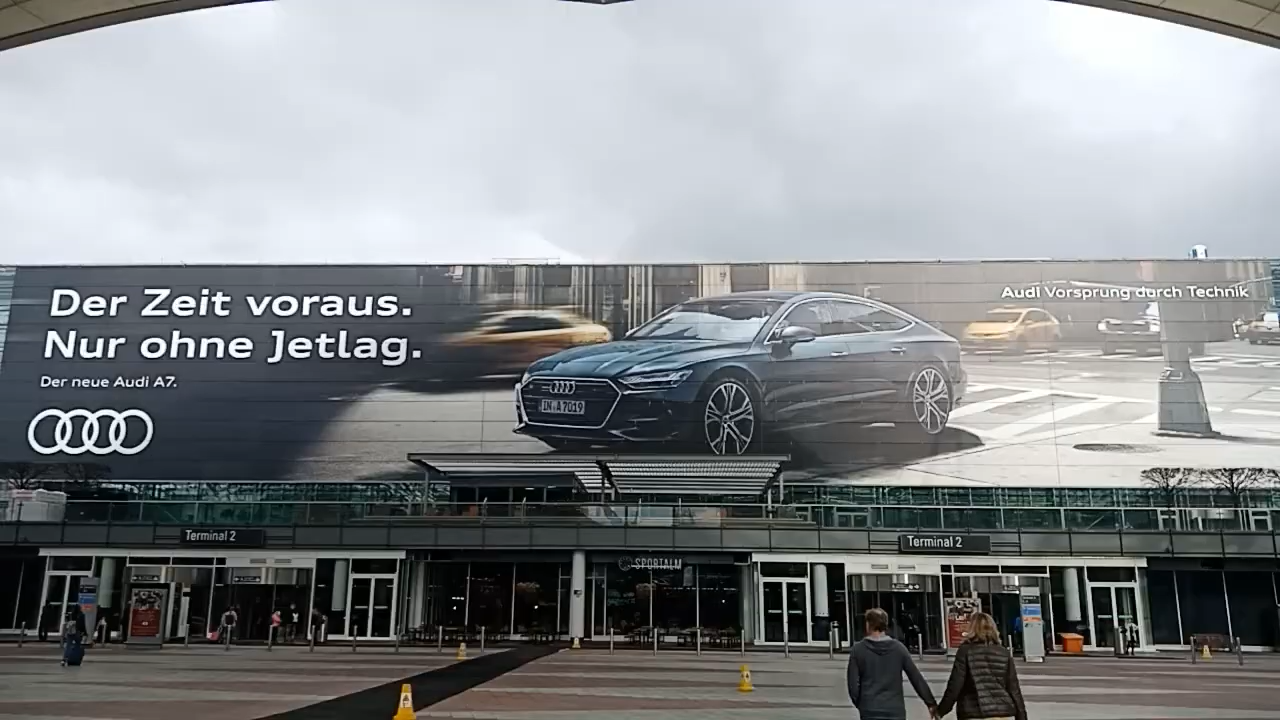 Der Zeit voraus.
Nur ohne Jetlag.
Der neue Audi A7.
Audi Vorsprung durch Technik
IN A 7019
Terminal 2
Terminal 2
SPORTALM